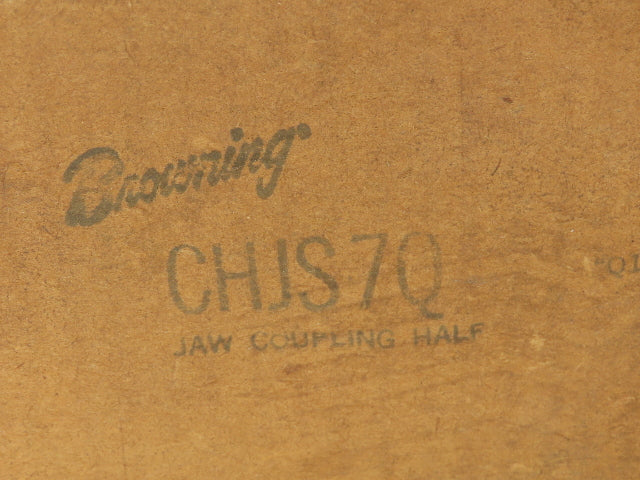 Browning
CHJS7Q
JAW COUPLING HALF